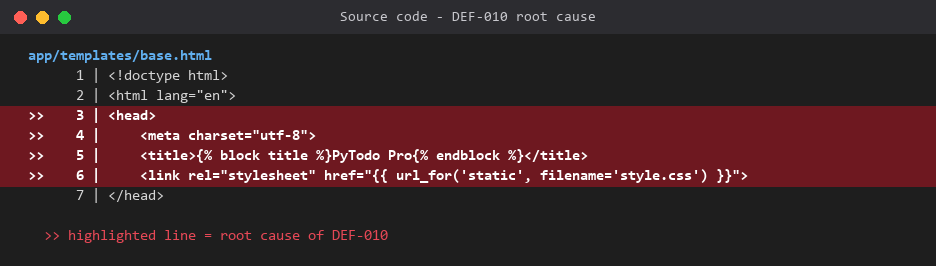 Source code - DEF-010 root cause
app/templates/base.html
1 | <!doctype html>
2 | <html lang="en">
>> 3 | <head>
>> 4 |     <meta charset="utf-8">
>> 5 |     <title>{% block title %}PyTodo Pro{% endblock %}</title>
>> 6 |     <link rel="stylesheet" href="{{ url_for('static', filename='style.css') }}">
7 | </head>
>> highlighted line = root cause of DEF-010